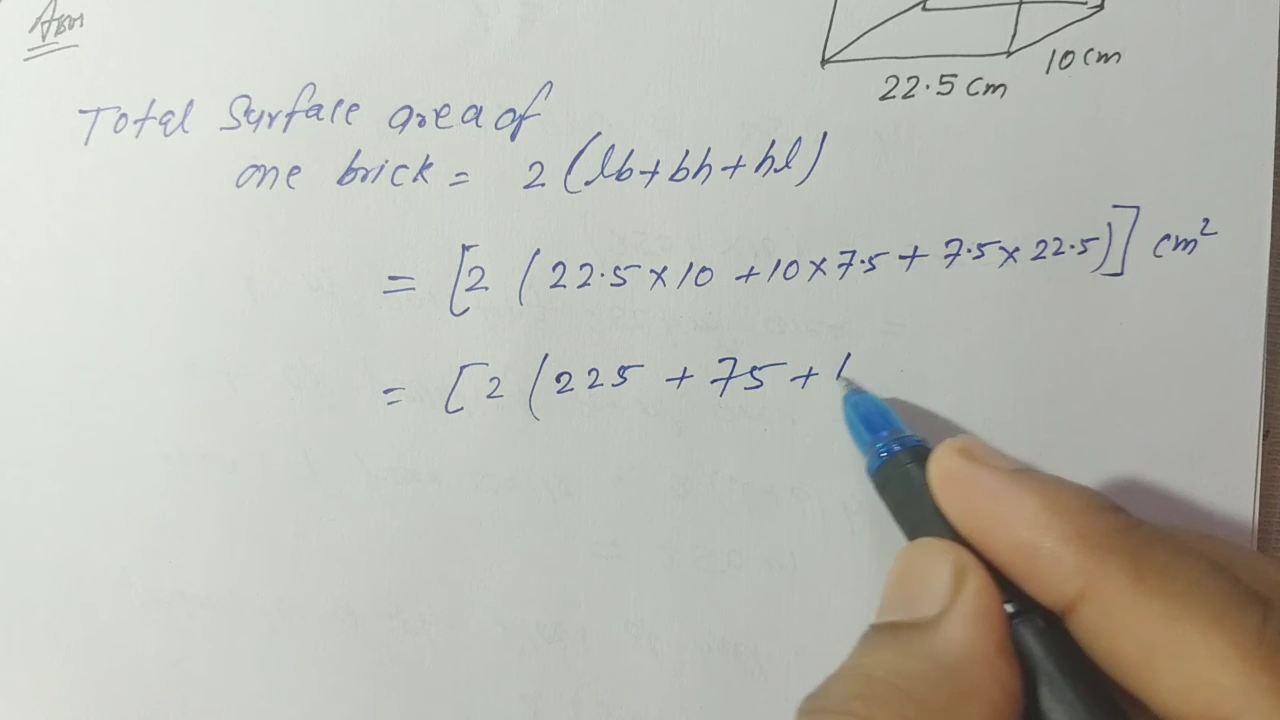 Ans
10 cm
22.5 cm
Total Surface area of
one brick = 2 (lb+bh+hl)
= [2 (22.5×10 +10×7.5 + 7.5×22.5)] cm²
= [2 (225 + 75 + 1